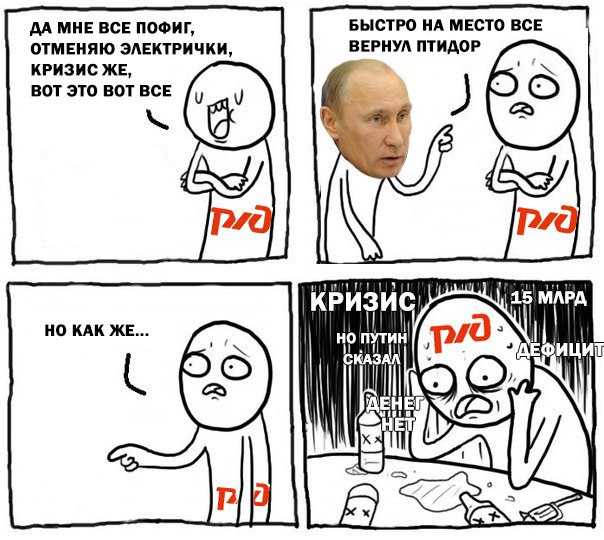 ДА МНЕ ВСЕ ПОФИГ,
ОТМЕНЯЮ ЭЛЕКТРИЧКИ,
КРИЗИС ЖЕ,
ВОТ ЭТО ВОТ ВСЕ
РЖД
БЫСТРО НА МЕСТО ВСЕ
ВЕРНУЛ ПТИДОР
РЖД
НО КАК ЖЕ...
РЖД
КРИЗИС
15 МЛРД
НО ПУТИН
СКАЗАЛ
РЖД
ДЕФИЦИТ
ДЕНЕГ
НЕТ